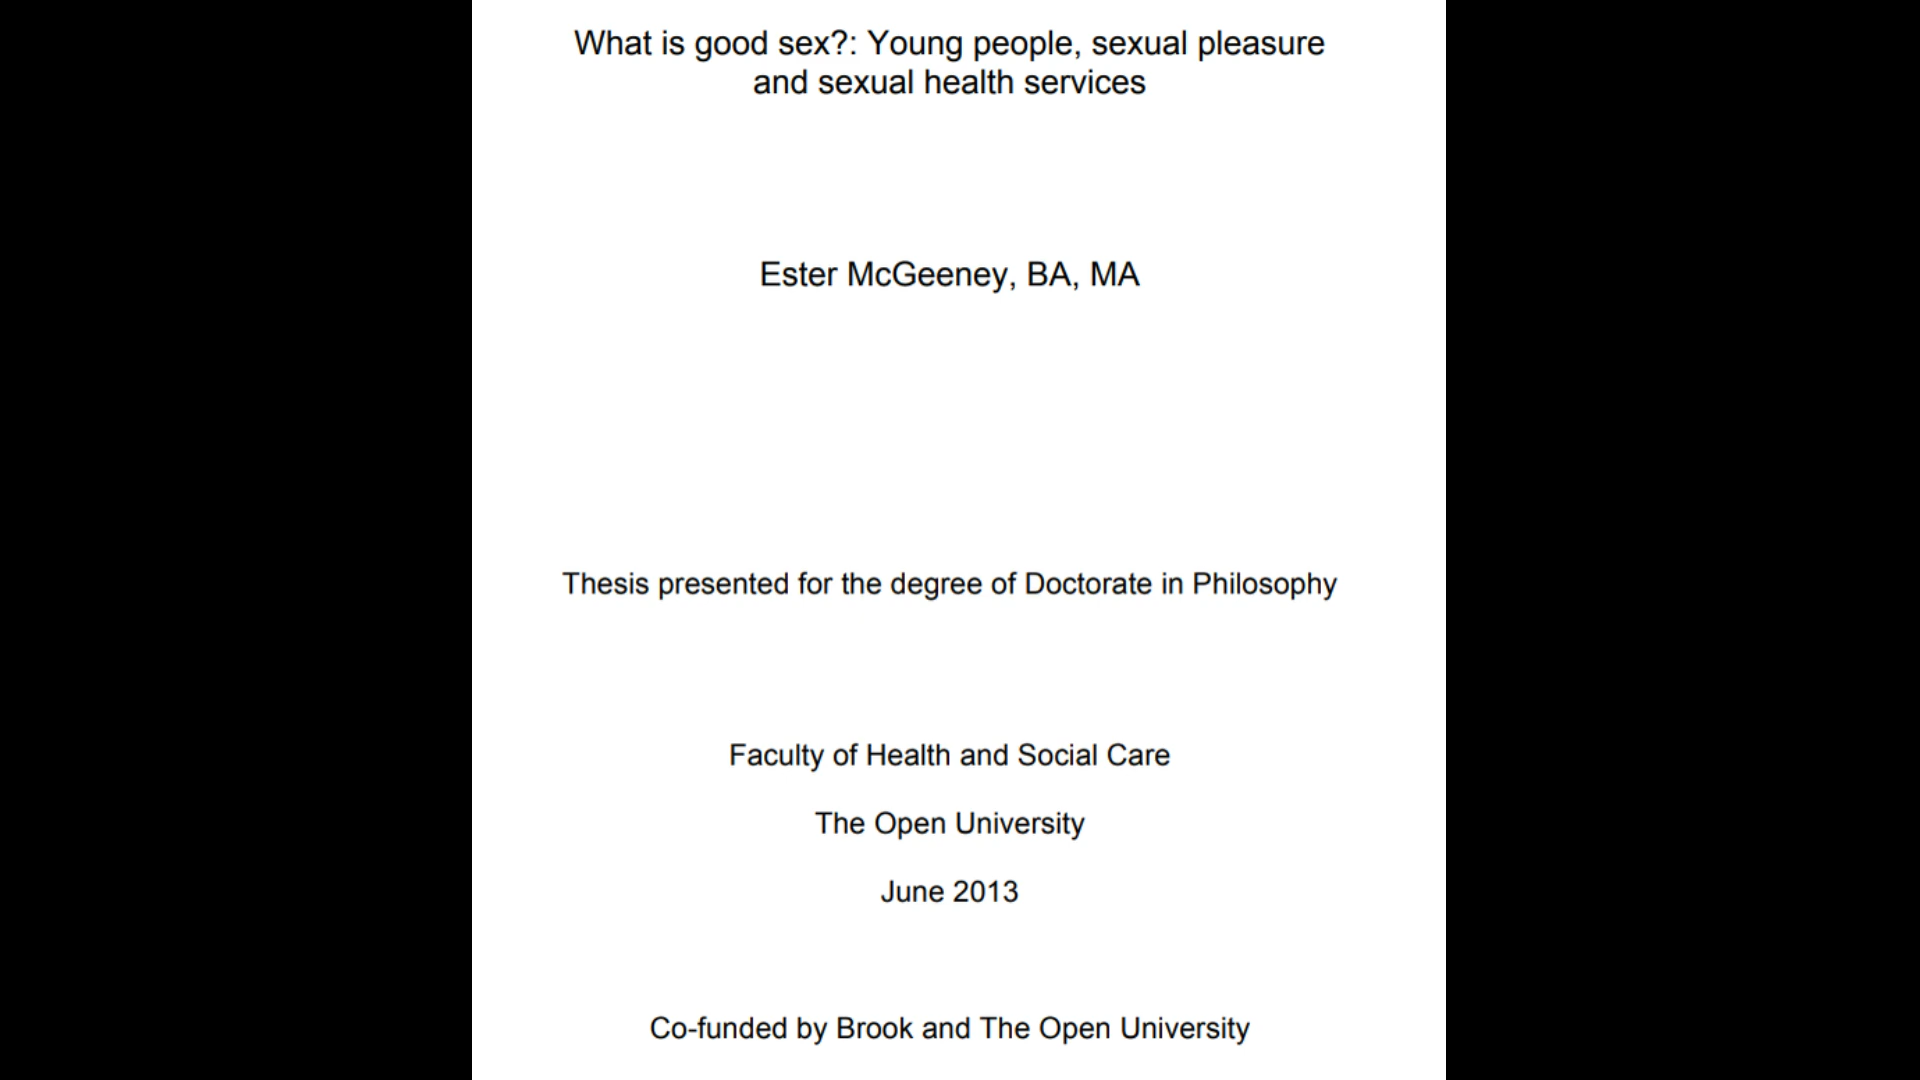 What is good sex?: Young people, sexual pleasure
and sexual health services
Ester McGeeney, BA, MA
Thesis presented for the degree of Doctorate in Philosophy
Faculty of Health and Social Care
The Open University
June 2013
Co-funded by Brook and The Open University